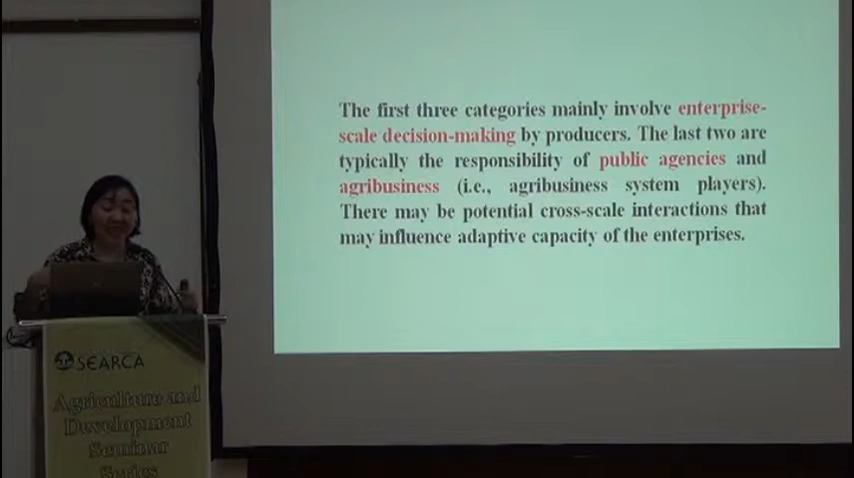 The first three categories mainly involve enterprise-
scale decision-making by producers. The last two are
typically the responsibility of public agencies and
agribusiness (i.e., agribusiness system players).
There may be potential cross-scale interactions that
may influence adaptive capacity of the enterprises.
SEARCA
Agriculture and
Development
Seminar
Series